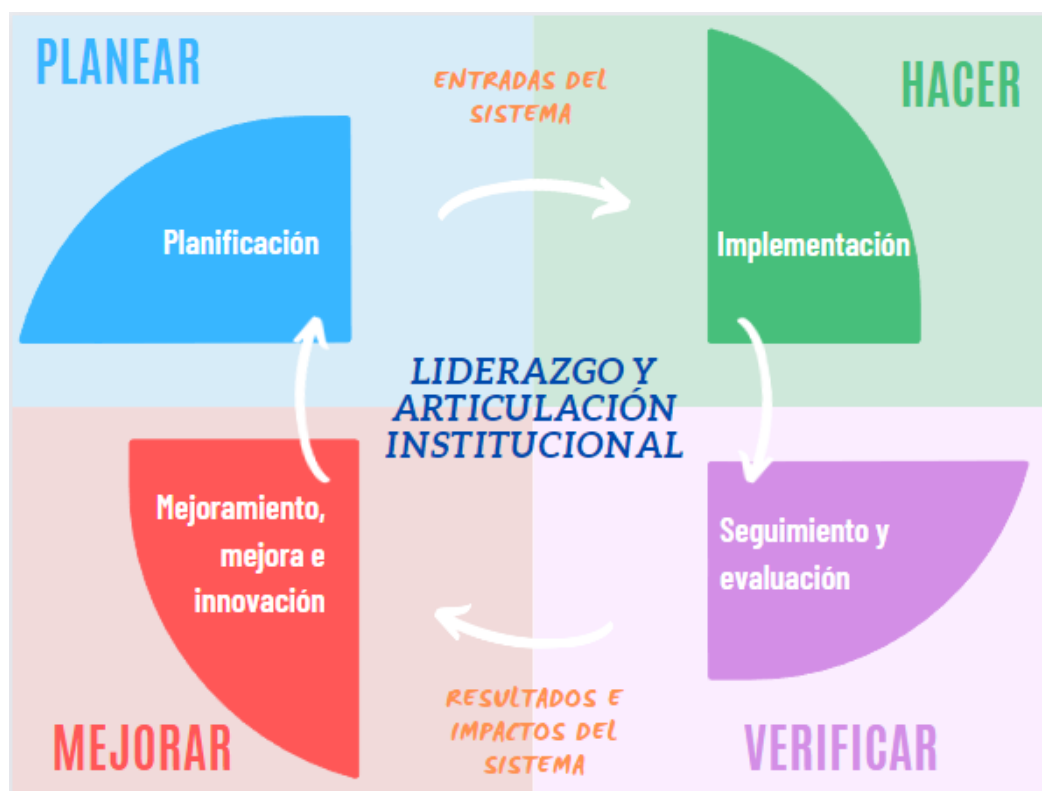 PLANEAR
ENTRADAS DEL
SISTEMA
HACER
Planificación
Implementación
LIDERAZGO Y
ARTICULACIÓN
INSTITUCIONAL
Mejoramiento,
mejora e
innovación
Seguimiento y
evaluación
RESULTADOS E
IMPACTOS DEL
SISTEMA
MEJORAR
VERIFICAR